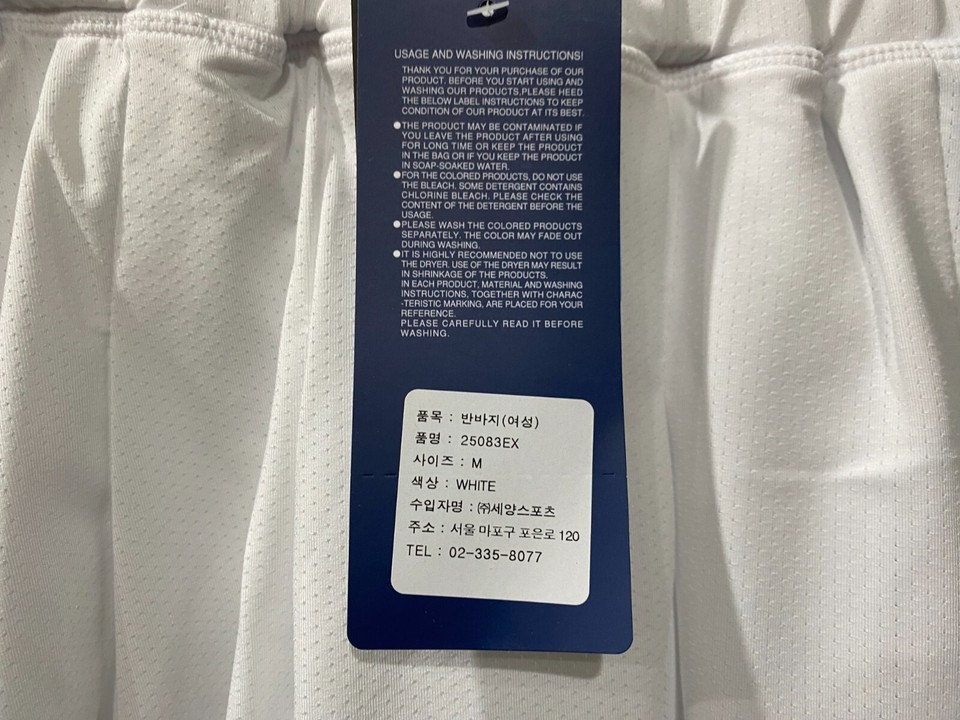 USAGE AND WASHING INSTRUCTIONS!
THANK YOU FOR YOUR PURCHASE OF OUR
PRODUCT. BEFORE YOU START USING AND
WASHING OUR PRODUCTS,PLEASE HEED
THE BELOW LABEL INSTRUCTIONS TO KEEP
CONDITION OF OUR PRODUCT AT ITS BEST.
●THE PRODUCT MAY BE CONTAMINATED IF
YOU LEAVE THE PRODUCT AFTER USING
FOR LONG TIME OR KEEP THE PRODUCT
IN THE BAG OR IF YOU KEEP THE PRODUCT
IN SOAP-SOAKED WATER.
●FOR THE COLORED PRODUCTS, DO NOT USE
THE BLEACH. SOME DETERGENT CONTAINS
CHLORINE BLEACH. PLEASE CHECK THE
CONTENT OF THE DETERGENT BEFORE THE
USAGE.
●PLEASE WASH THE COLORED PRODUCTS
SEPARATELY. THE COLOR MAY FADE OUT
DURING WASHING.
●IT IS HIGHLY RECOMMENDED NOT TO USE
THE DRYER. USE OF THE DRYER MAY RESULT
IN SHRINKAGE OF THE PRODUCTS.
IN EACH PRODUCT, MATERIAL AND WASHING
INSTRUCTIONS, TOGETHER WITH CHARAC
-TERISTIC MARKING, ARE PLACED FOR YOUR
REFERENCE.
PLEASE CAREFULLY READ IT BEFORE
WASHING.
품목 : 반바지(여성)
품명 : 25083EX
사이즈 : M
색상 : WHITE
수입자명 : ㈜세양스포츠
주소 : 서울 마포구 포은로 120
TEL : 02-335-8077